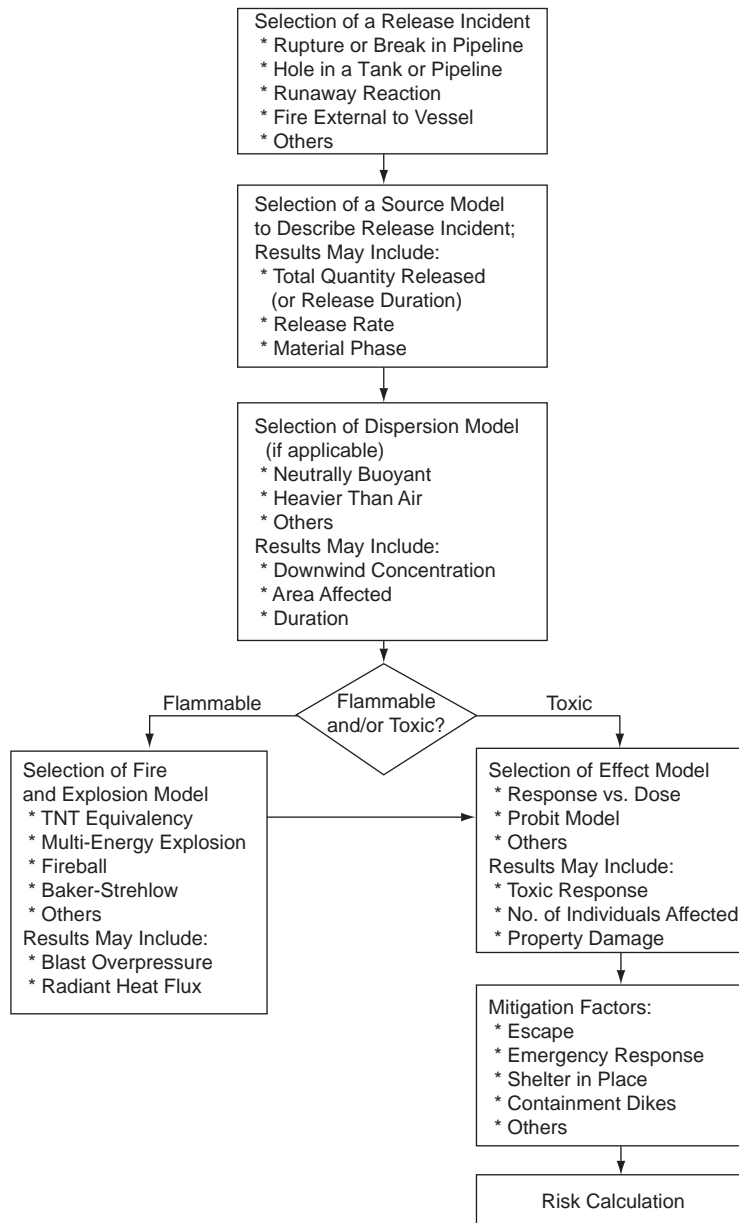 Selection of a Release Incident
* Rupture or Break in Pipeline
* Hole in a Tank or Pipeline
* Runaway Reaction
* Fire External to Vessel
* Others
Selection of a Source Model
to Describe Release Incident;
Results May Include:
* Total Quantity Released
(or Release Duration)
* Release Rate
* Material Phase
Selection of Dispersion Model
(if applicable)
* Neutrally Buoyant
* Heavier Than Air
* Others
Results May Include:
* Downwind Concentration
* Area Affected
* Duration
Flammable
and/or Toxic?
Flammable
Toxic
Selection of Fire
and Explosion Model
* TNT Equivalency
* Multi-Energy Explosion
* Fireball
* Baker-Strehlow
* Others
Results May Include:
* Blast Overpressure
* Radiant Heat Flux
Selection of Effect Model
* Response vs. Dose
* Probit Model
* Others
Results May Include:
* Toxic Response
* No. of Individuals Affected
* Property Damage
Mitigation Factors:
* Escape
* Emergency Response
* Shelter in Place
* Containment Dikes
* Others
Risk Calculation